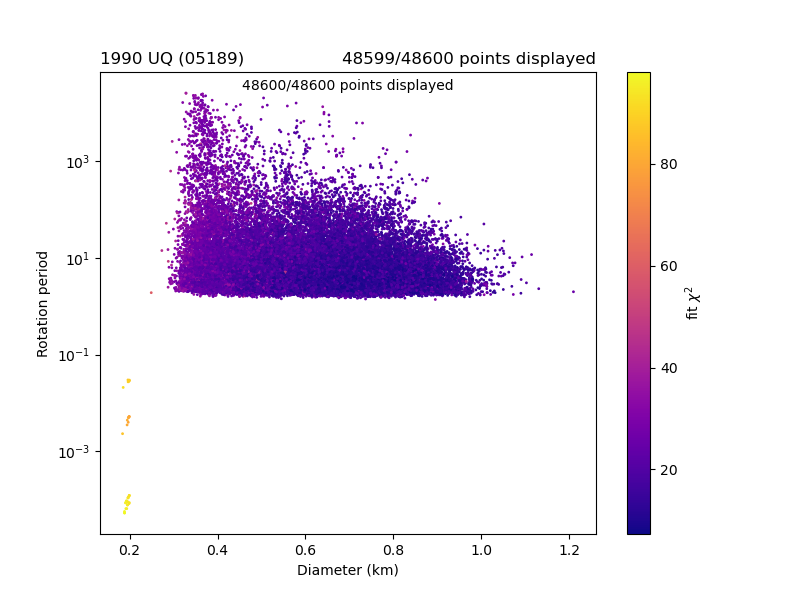 1990 UQ (05189) 48599/48600 points displayed
48600/48600 points displayed
10³
10¹
10⁻¹
10⁻³
Rotation period
0.2 0.4 0.6 0.8 1.0 1.2
Diameter (km)
80
60
40
20
fit χ²